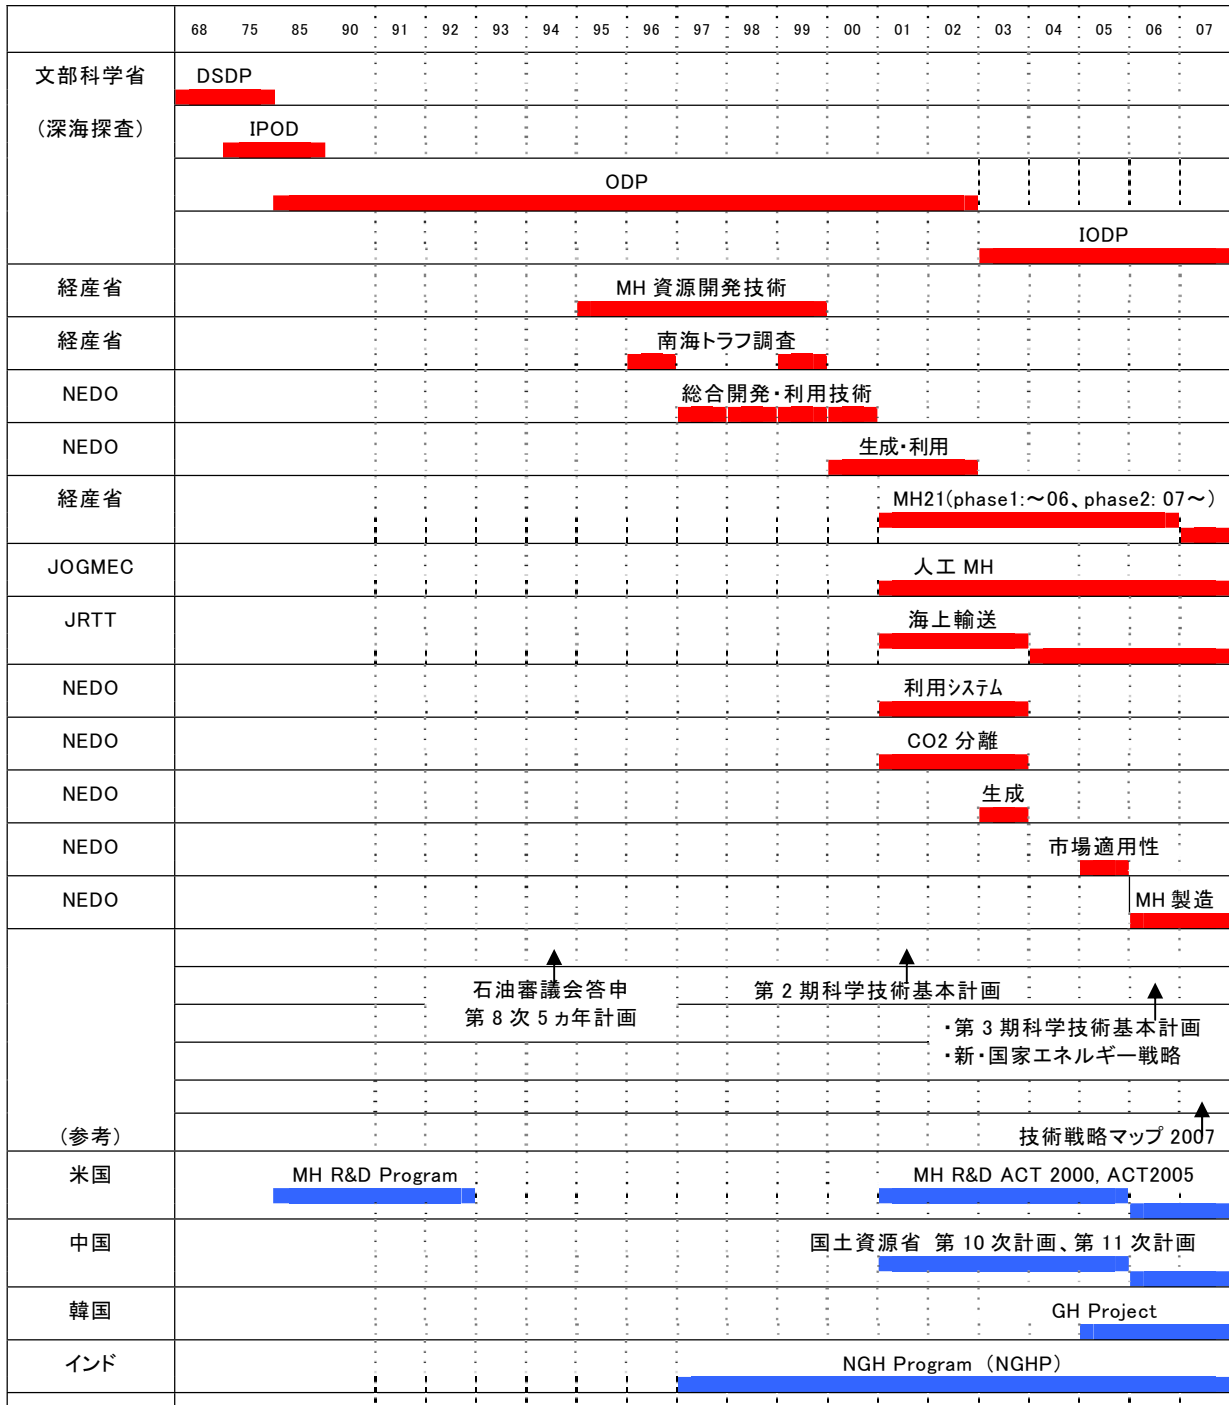 68 75 85 90 91 92 93 94 95 96 97 98 99 00 01 02 03 04 05 06 07
文部科学省 DSDP
（深海探査） IPOD
ODP
IODP
経産省 MH 資源開発技術
経産省 南海トラフ調査
NEDO 総合開発・利用技術
NEDO 生成・利用
経産省 MH21(phase1:～06、phase2: 07～)
JOGMEC 人工 MH
JRTT 海上輸送
NEDO 利用ｼｽﾃﾑ
NEDO CO2 分離
NEDO 生成
NEDO 市場適用性
NEDO MH 製造
石油審議会答申 第 2 期科学技術基本計画
第 8 次 5 ヵ年計画
・第 3 期科学技術基本計画
・新・国家エネルギー戦略
（参考） 技術戦略マップ 2007
米国 MH R&D Program MH R&D ACT 2000, ACT2005
中国 国土資源省 第 10 次計画、第 11 次計画
韓国 GH Project
インド NGH Program （NGHP）